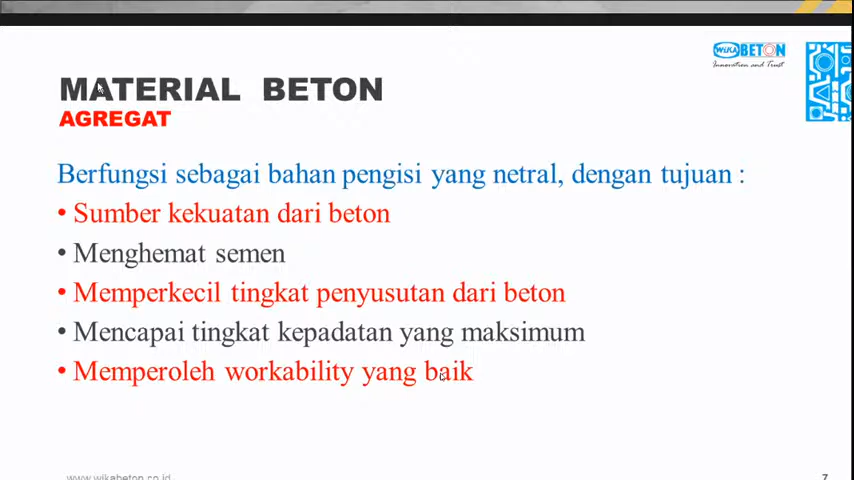 WIKA BETON
Innovation and Trust
MATERIAL BETON
AGREGAT
Berfungsi sebagai bahan pengisi yang netral, dengan tujuan :
• Sumber kekuatan dari beton
• Menghemat semen
• Memperkecil tingkat penyusutan dari beton
• Mencapai tingkat kepadatan yang maksimum
• Memperoleh workability yang baik
www.wikabeton.co.id
7